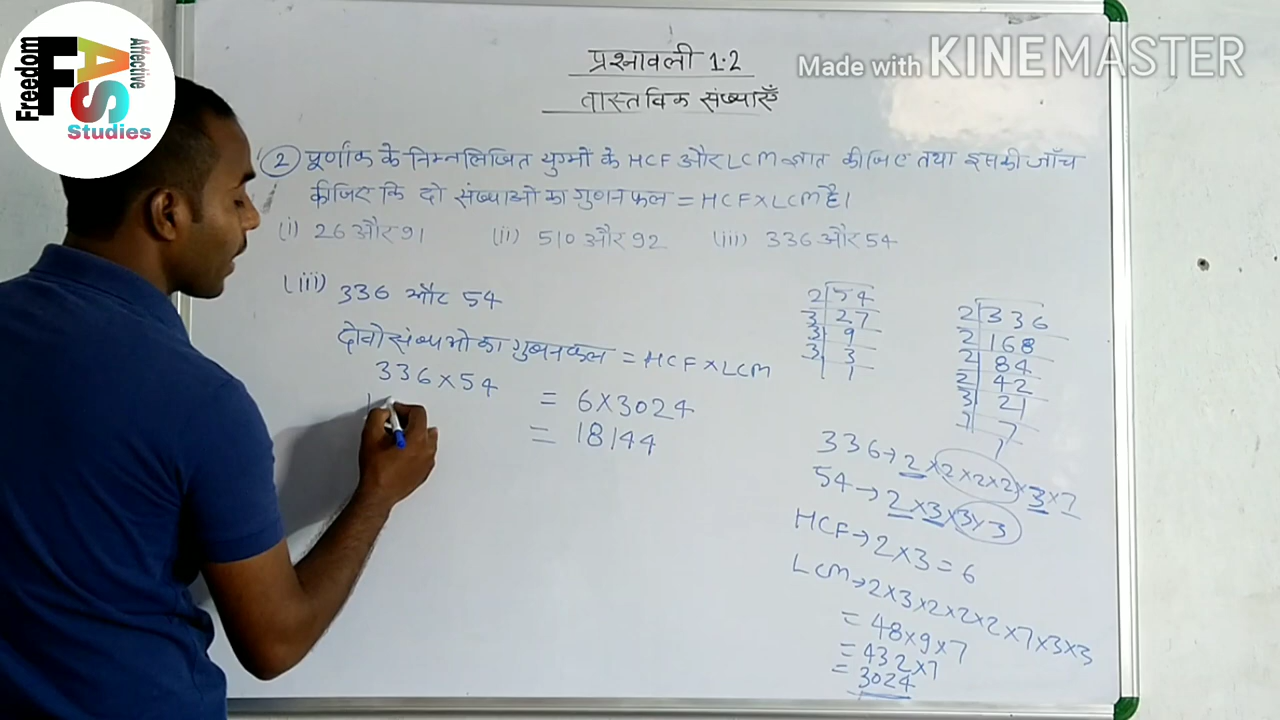 Freedom
FAS
Affective
Studies
Made with KINEMASTER
प्रश्नावली 1.2
वास्तविक संख्याएँ
② पूर्णांक के निम्नलिखित युग्मों के HCF और LCM ज्ञात कीजिए तथा इसकी जाँच
कीजिए कि दो संख्याओ का गुणनफल = HCF×LCM है।
(i) 26 और 91 (ii) 510 और 92 (iii) 336 और 54
(iii) 336 और 54
दोनो संख्याओ का गुणनफल = HCF×LCM
336×54 = 6×3024
= 18144
2 54
3 27
3 9
3 3
1
2 336
2 168
2 84
2 42
3 21
7 7
1
336→2×2×2×2×3×7
54→2×3×3×3
HCF→2×3=6
LCM→2×3×2×2×2×7×3×3
=48×9×7
=432×7
=3024